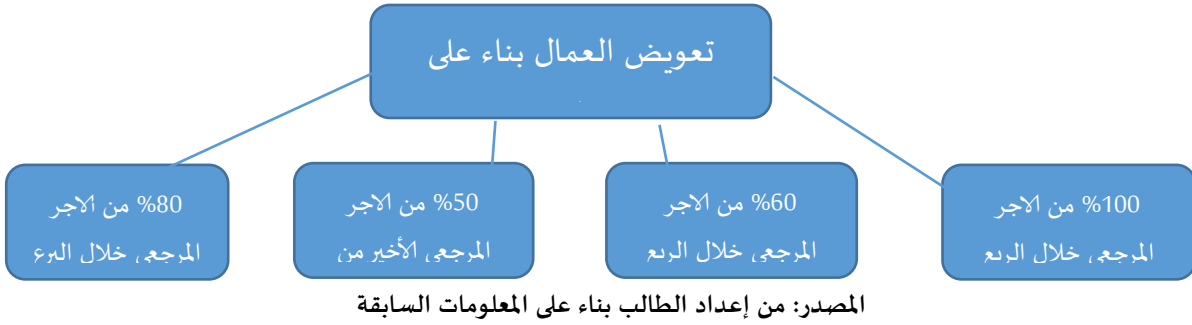 تعويض العمال بناء على
%100 من الاجر
المرجعي خلال الربع
%60 من الاجر
المرجعي خلال الربع
%50 من الاجر
المرجعي الأخير من
%80 من الاجر
المرجعي خلال البرع
المصدر: من إعداد الطالب بناء على المعلومات السابقة